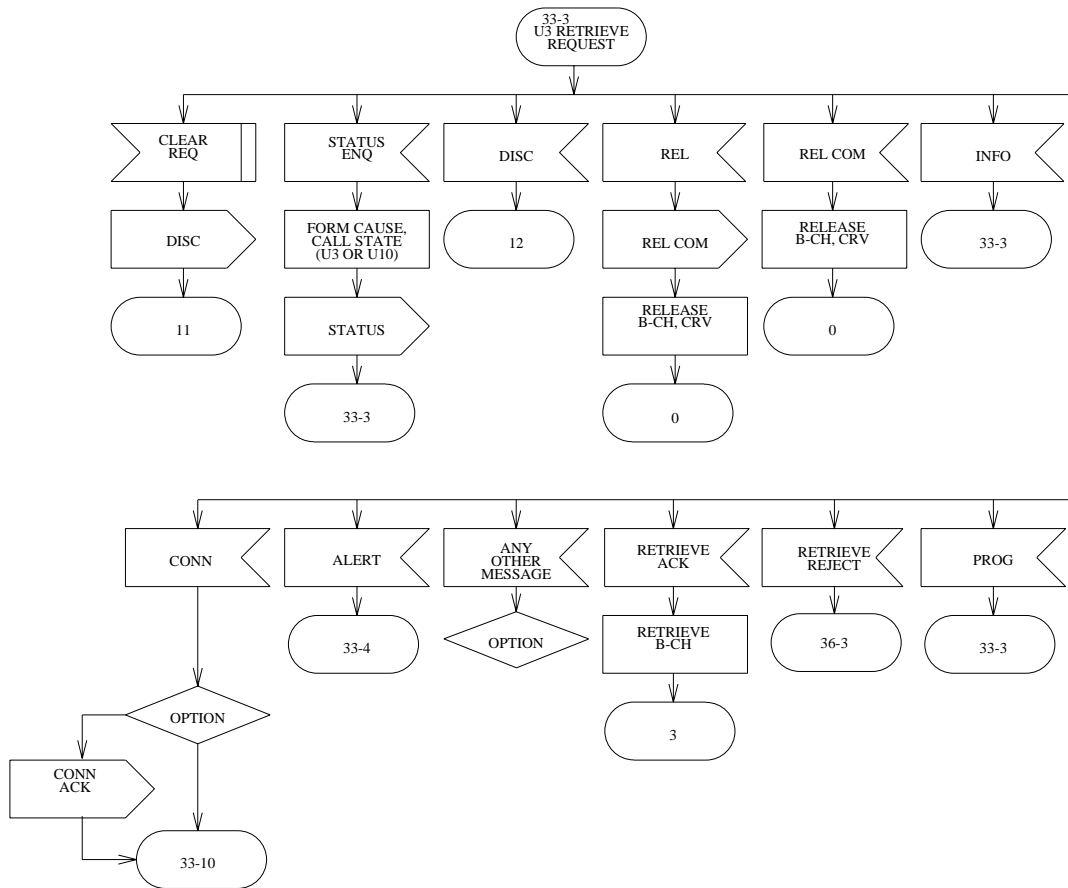 33-3
U3 RETRIEVE
REQUEST
CLEAR
REQ
STATUS
ENQ
DISC
REL
REL COM
INFO
DISC
FORM CAUSE,
CALL STATE
(U3 OR U10)
12
REL COM
RELEASE
B-CH, CRV
33-3
11
STATUS
RELEASE
B-CH, CRV
0
33-3
0
CONN
ALERT
ANY
OTHER
MESSAGE
RETRIEVE
ACK
RETRIEVE
REJECT
PROG
33-4
OPTION
RETRIEVE
B-CH
36-3
33-3
OPTION
3
CONN
ACK
33-10